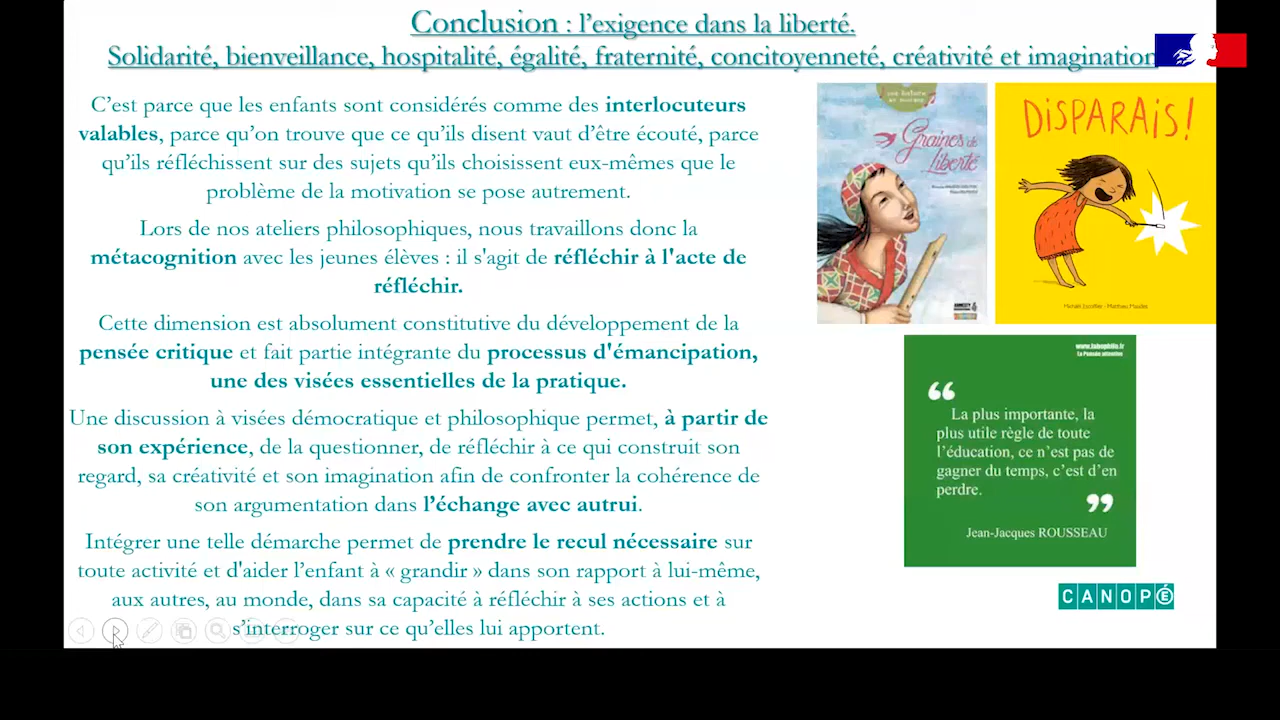 Conclusion : l’exigence dans la liberté.
Solidarité, bienveillance, hospitalité, égalité, fraternité, concitoyenneté, créativité et imagination
C’est parce que les enfants sont considérés comme des interlocuteurs
valables, parce qu’on trouve que ce qu’ils disent vaut d’être écouté, parce
qu’ils réfléchissent sur des sujets qu’ils choisissent eux-mêmes que le
problème de la motivation se pose autrement.
Lors de nos ateliers philosophiques, nous travaillons donc la
métacognition avec les jeunes élèves : il s'agit de réfléchir à l'acte de
réfléchir.
Cette dimension est absolument constitutive du développement de la
pensée critique et fait partie intégrante du processus d'émancipation,
une des visées essentielles de la pratique.
Une discussion à visées démocratique et philosophique permet, à partir de
son expérience, de la questionner, de réfléchir à ce qui construit son
regard, sa créativité et son imagination afin de confronter la cohérence de
son argumentation dans l’échange avec autrui.
Intégrer une telle démarche permet de prendre le recul nécessaire sur
toute activité et d'aider l’enfant à « grandir » dans son rapport à lui-même,
aux autres, au monde, dans sa capacité à réfléchir à ses actions et à
s’interroger sur ce qu’elles lui apportent.
une histoire
Graines de
Liberté
AMNESTY
DISPARAIS!
www.labophilo.fr
La Pensée attentive
“
La plus importante, la
plus utile règle de toute
l’éducation, ce n’est pas de
gagner du temps, c’est d’en
perdre.
”
Jean-Jacques ROUSSEAU
CANOPÉ